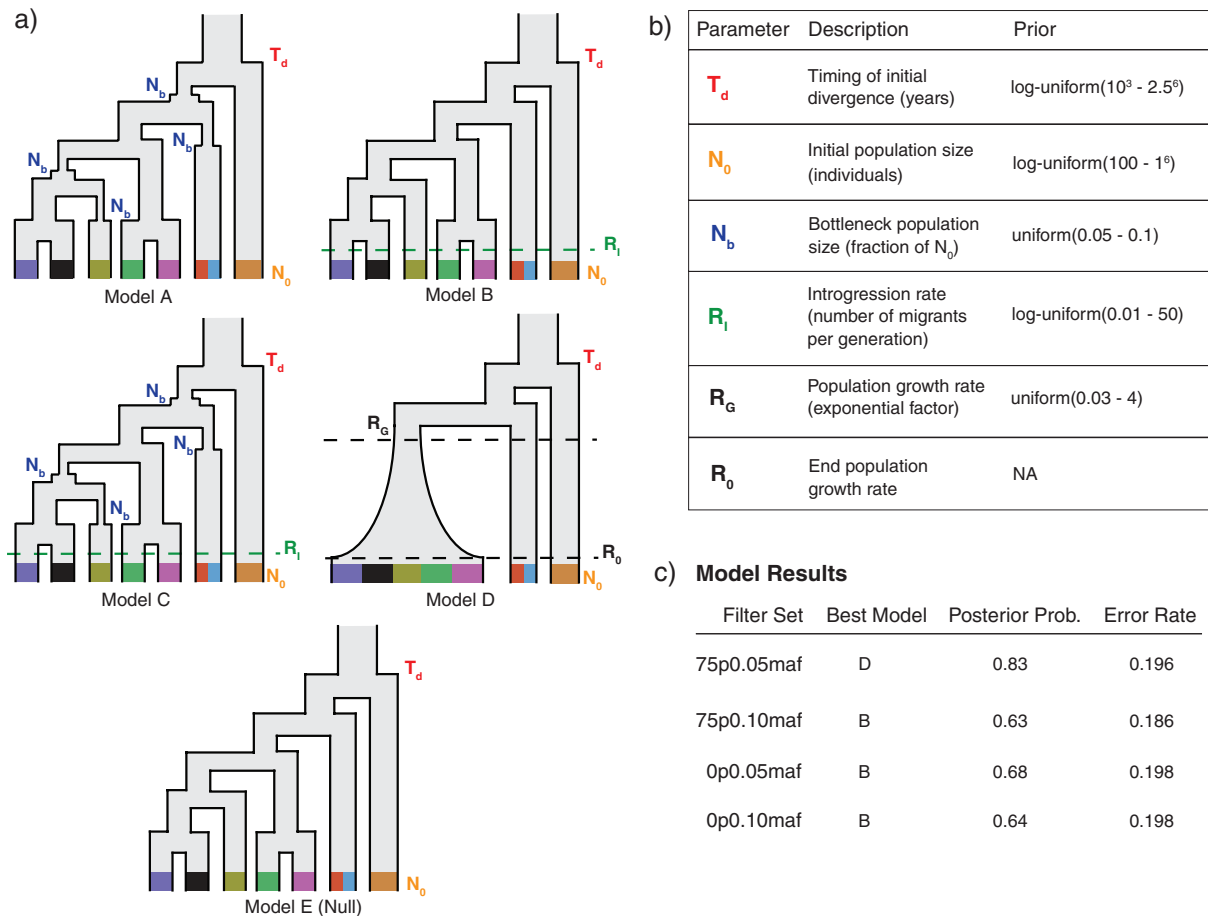 a)
T_d
N_b
N_b
N_b
N_b
N_0
Model A
T_d
R_I
N_0
Model B
T_d
N_b
N_b
N_b
N_b
R_I
N_0
Model C
T_d
R_G
R_0
N_0
Model D
T_d
N_0
Model E (Null)
b)
Parameter Description Prior
T_d Timing of initial divergence (years) log-uniform(10³ - 2.5⁶)
N_0 Initial population size (individuals) log-uniform(100 - 1⁶)
N_b Bottleneck population size (fraction of N_0) uniform(0.05 - 0.1)
R_I Introgression rate (number of migrants per generation) log-uniform(0.01 - 50)
R_G Population growth rate (exponential factor) uniform(0.03 - 4)
R_0 End population growth rate NA
c) Model Results
Filter Set Best Model Posterior Prob. Error Rate
75p0.05maf D 0.83 0.196
75p0.10maf B 0.63 0.186
0p0.05maf B 0.68 0.198
0p0.10maf B 0.64 0.198